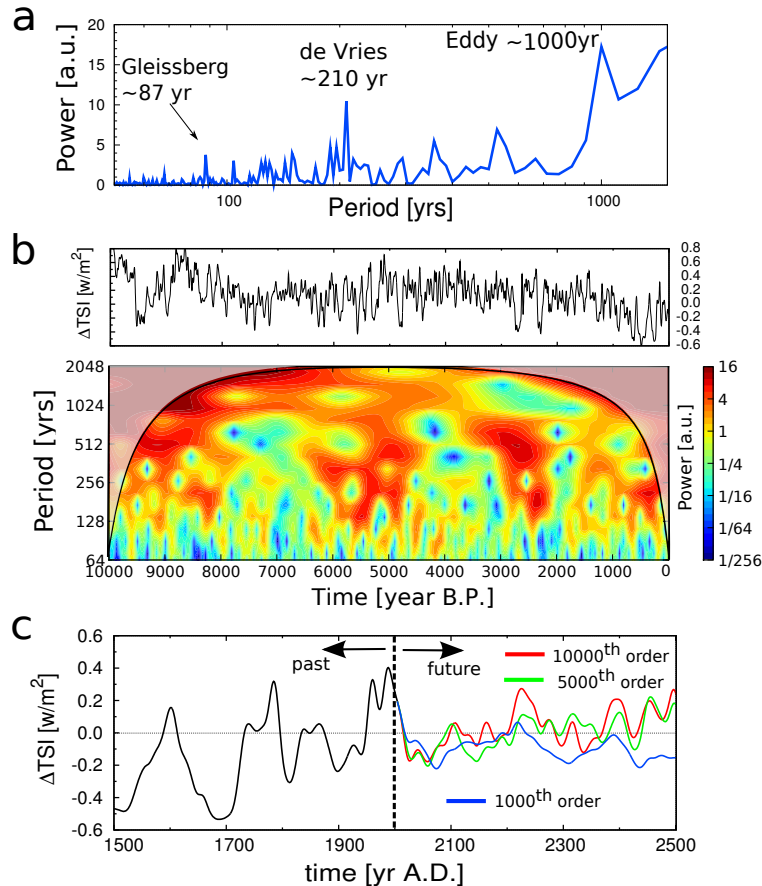 a
20
15
10
5
0
Power [a.u.]
Gleissberg
~87 yr
de Vries
~210 yr
Eddy ~1000yr
100
1000
Period [yrs]
b
ΔTSI [w/m²]
0.8
0.6
0.4
0.2
0.0
-0.2
-0.4
-0.6
2048
1024
512
256
128
64
Period [yrs]
10000 9000 8000 7000 6000 5000 4000 3000 2000 1000 0
Time [year B.P.]
16
4
1
1/4
1/16
1/64
1/256
Power [a.u.]
c
0.6
0.4
0.2
0.0
-0.2
-0.4
-0.6
ΔTSI [w/m²]
past
future
10000th order
5000th order
1000th order
1500 1700 1900 2100 2300 2500
time [yr A.D.]